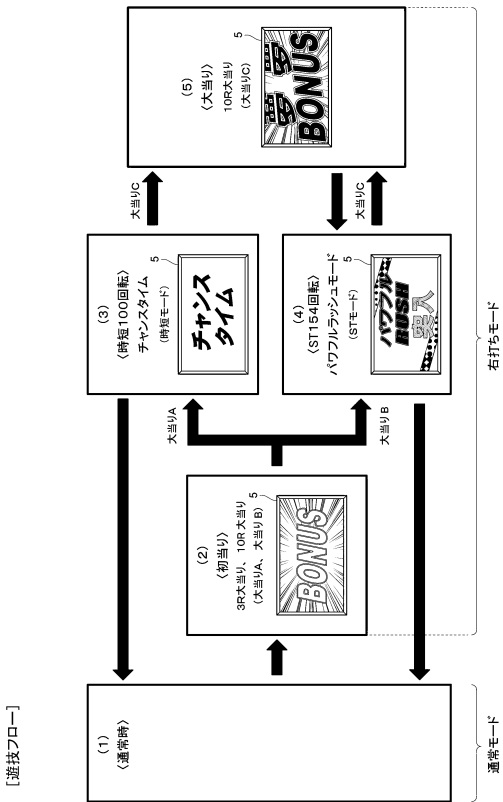 [遊技フロー]
(1)
〈通常時〉
(2)
〈初当り〉
3R大当り、10R大当り
(大当りA、大当りB)
5
BONUS
大当りA
大当りB
(3)
〈時短100回転〉
チャンスタイム
(時短モード)
5
チャンス
タイム
(4)
〈ST154回転〉
パワフルラッシュモード
(STモード)
5
パワフル
RUSH
突入
大当りC
大当りC
(5)
〈大当り〉
10R大当り
(大当りC)
5
BONUS
通常モード
右打ちモード